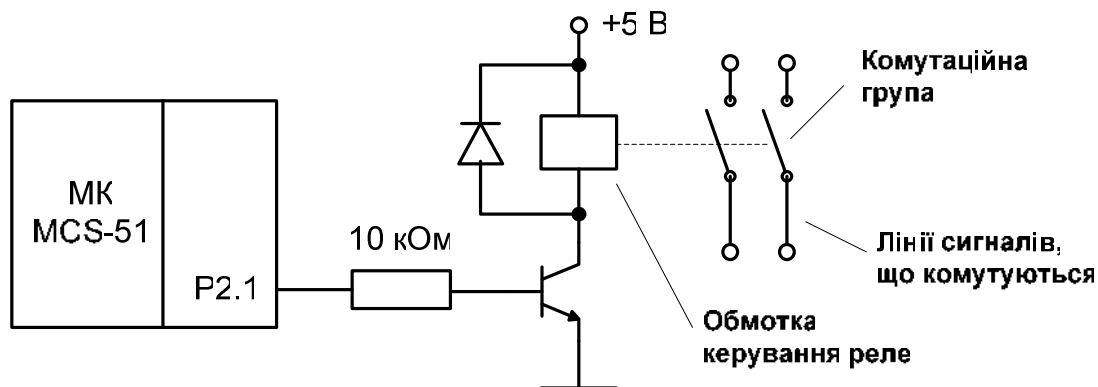 +5 В
Комутаційна
група
МК
MCS-51
10 кОм
P2.1
Лінії сигналів,
що комутуються
Обмотка
керування реле